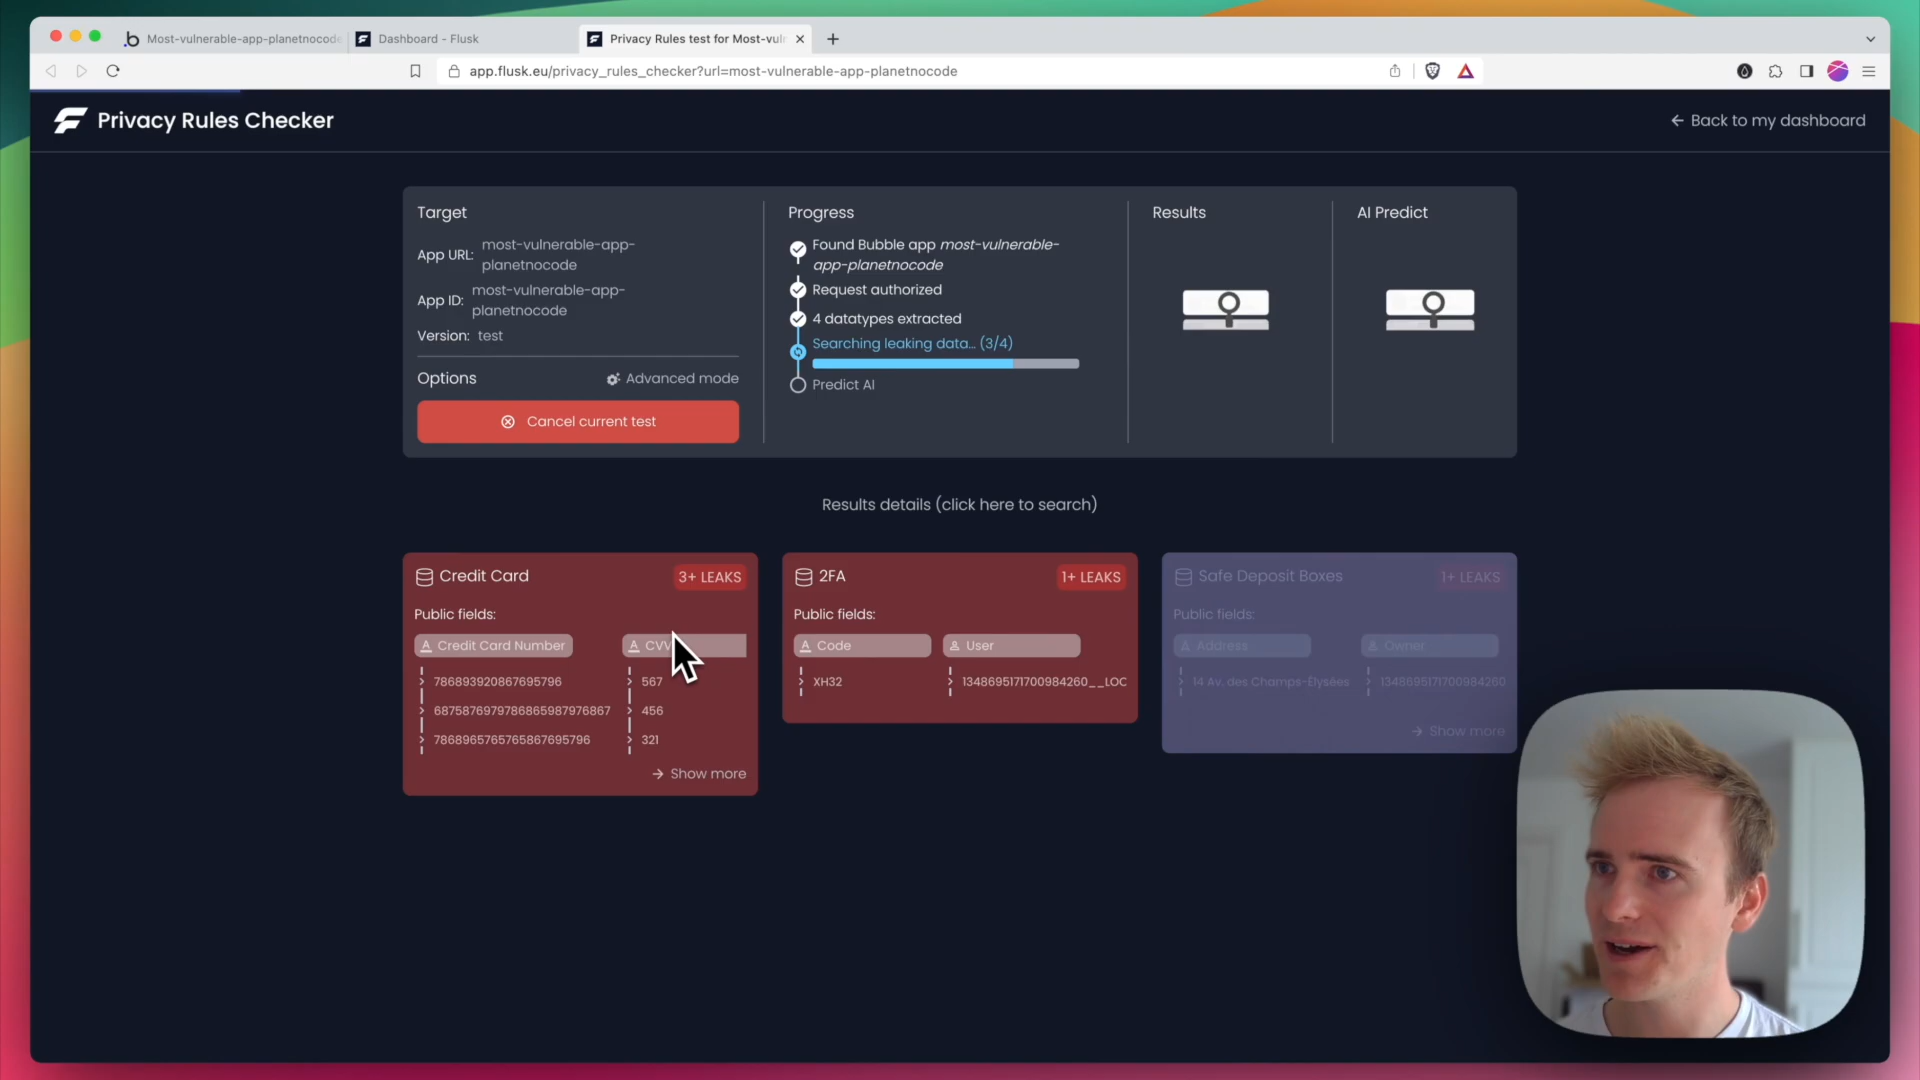 Most-vulnerable-app-planetnocode
Dashboard - Flusk
Privacy Rules test for Most-vul
app.flusk.eu/privacy_rules_checker?url=most-vulnerable-app-planetnocode
Privacy Rules Checker
Back to my dashboard
Target
App URL: most-vulnerable-app-
planetnocode
App ID: most-vulnerable-app-
planetnocode
Version: test
Options
Advanced mode
Cancel current test
Progress
Found Bubble app most-vulnerable-
app-planetnocode
Request authorized
4 datatypes extracted
Searching leaking data... (3/4)
Predict AI
Results
AI Predict
Results details (click here to search)
Credit Card
3+ LEAKS
Public fields:
Credit Card Number
CVV
786893920867695796
567
68758769797868659879768​67
456
7868965765765867695796
321
Show more
2FA
1+ LEAKS
Public fields:
Code
User
XH32
1348695171700984260__LOC
Safe Deposit Boxes
1+ LEAKS
Public fields:
Address
Owner
14 Av. des Champs-Élysées
1348695171700984260
Show more